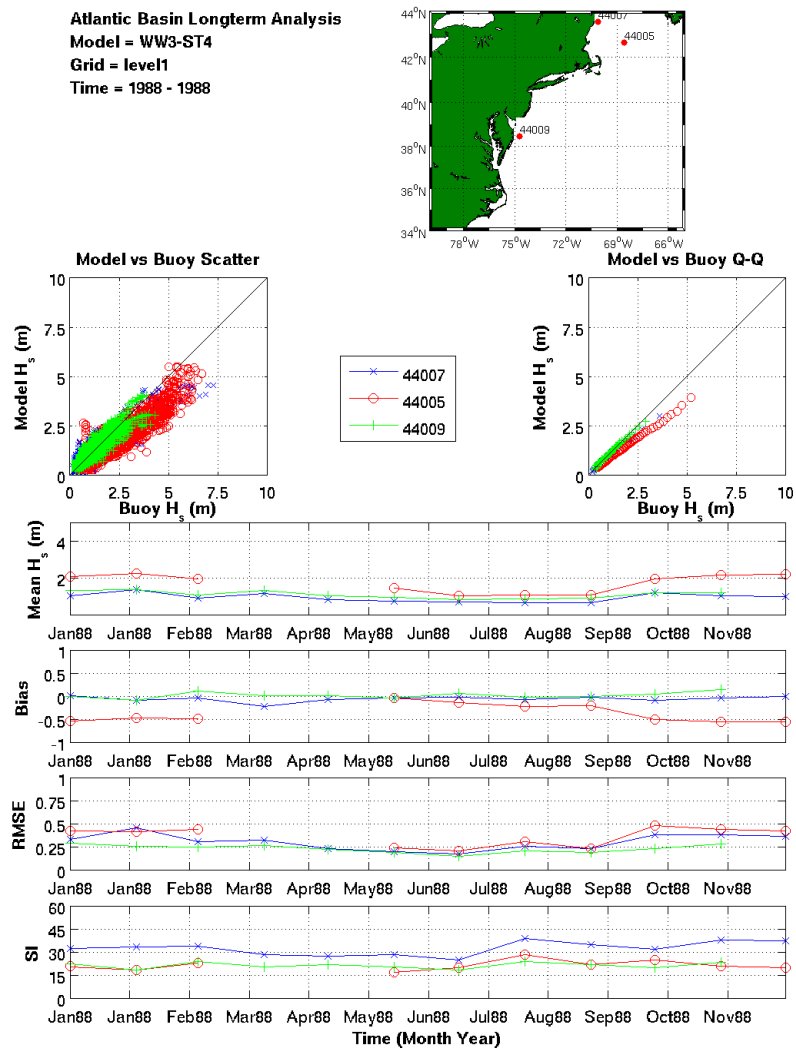 Atlantic Basin Longterm Analysis
Model = WW3-ST4
Grid = level1
Time = 1988 - 1988
44°N
42°N
40°N
38°N
36°N
34°N
78°W 75°W 72°W 69°W 66°W
44007
44005
44009
Model vs Buoy Scatter
Model Hs (m)
10
7.5
5
2.5
0
0 2.5 5 7.5 10
Buoy Hs (m)
44007
44005
44009
Model vs Buoy Q-Q
Model Hs (m)
10
7.5
5
2.5
0
0 2.5 5 7.5 10
Buoy Hs (m)
Mean Hs (m)
4
2
Jan88 Jan88 Feb88 Mar88 Apr88 May88 Jun88 Jul88 Aug88 Sep88 Oct88 Nov88
Bias
1
0.5
0
-0.5
-1
Jan88 Jan88 Feb88 Mar88 Apr88 May88 Jun88 Jul88 Aug88 Sep88 Oct88 Nov88
RMSE
1
0.75
0.5
0.25
0
Jan88 Jan88 Feb88 Mar88 Apr88 May88 Jun88 Jul88 Aug88 Sep88 Oct88 Nov88
SI
60
45
30
15
0
Jan88 Jan88 Feb88 Mar88 Apr88 May88 Jun88 Jul88 Aug88 Sep88 Oct88 Nov88
Time (Month Year)